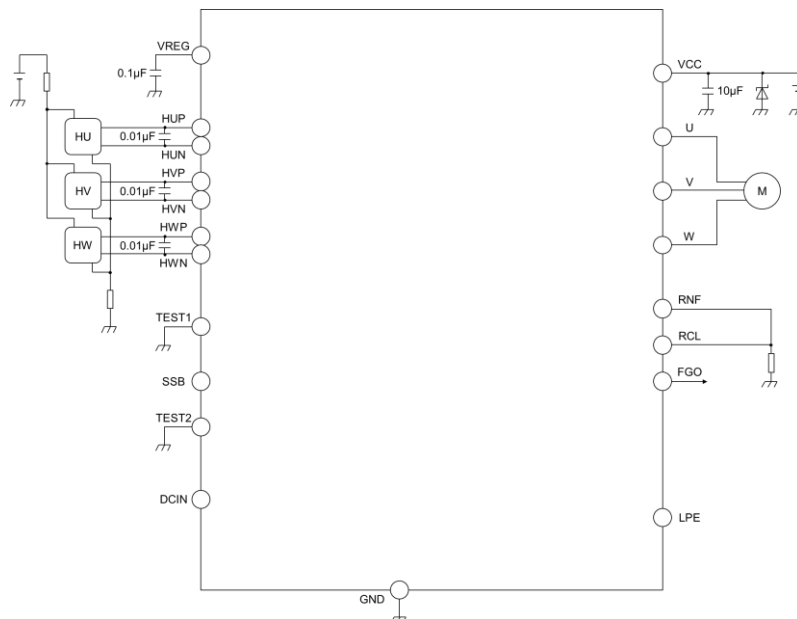 VREG
0.1µF
HUP
HU
0.01µF
HUN
HVP
HV
0.01µF
HVN
HWP
HW
0.01µF
HWN
TEST1
SSB
TEST2
DCIN
GND
VCC
10µF
U
V
M
W
RNF
RCL
FGO
LPE